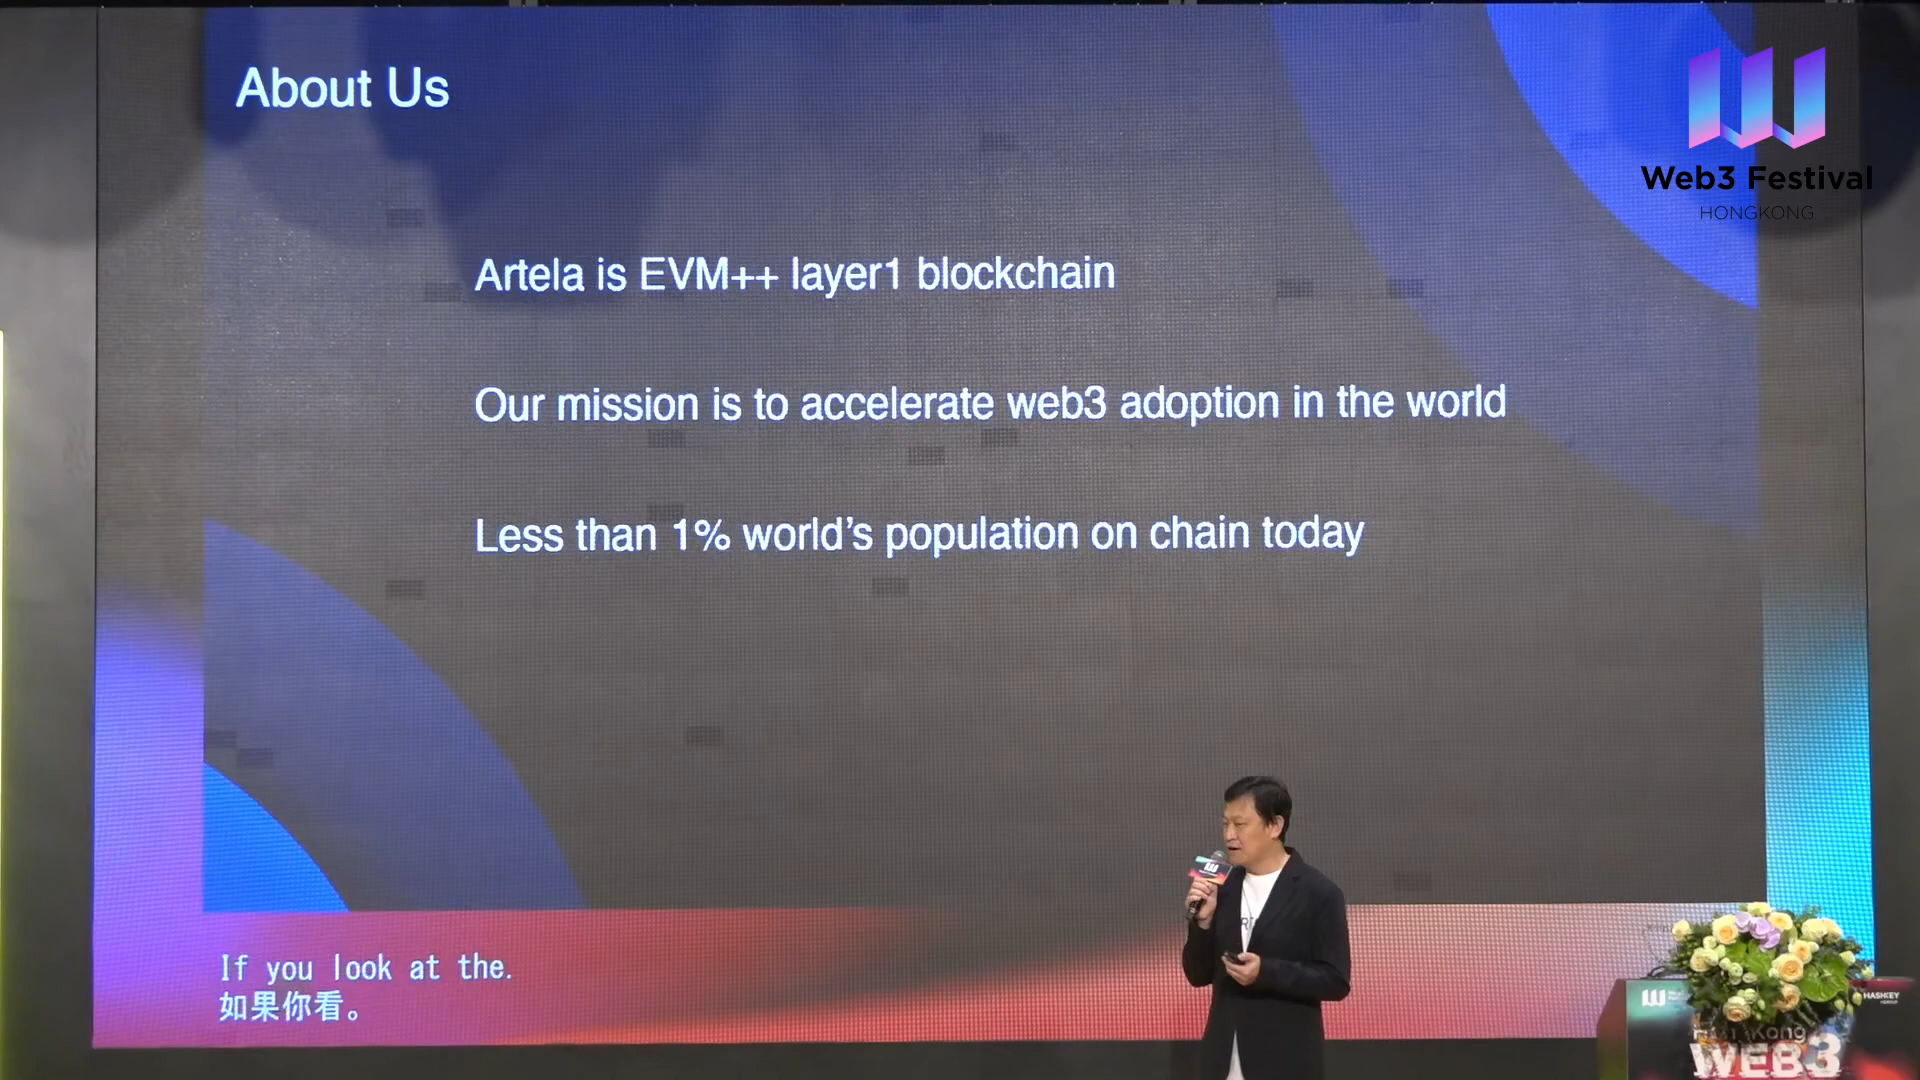 About Us
Web3 Festival
HONGKONG
Artela is EVM++ layer1 blockchain
Our mission is to accelerate web3 adoption in the world
Less than 1% world’s population on chain today
If you look at the.
如果你看。
HASHKEY
Kong
WEB3